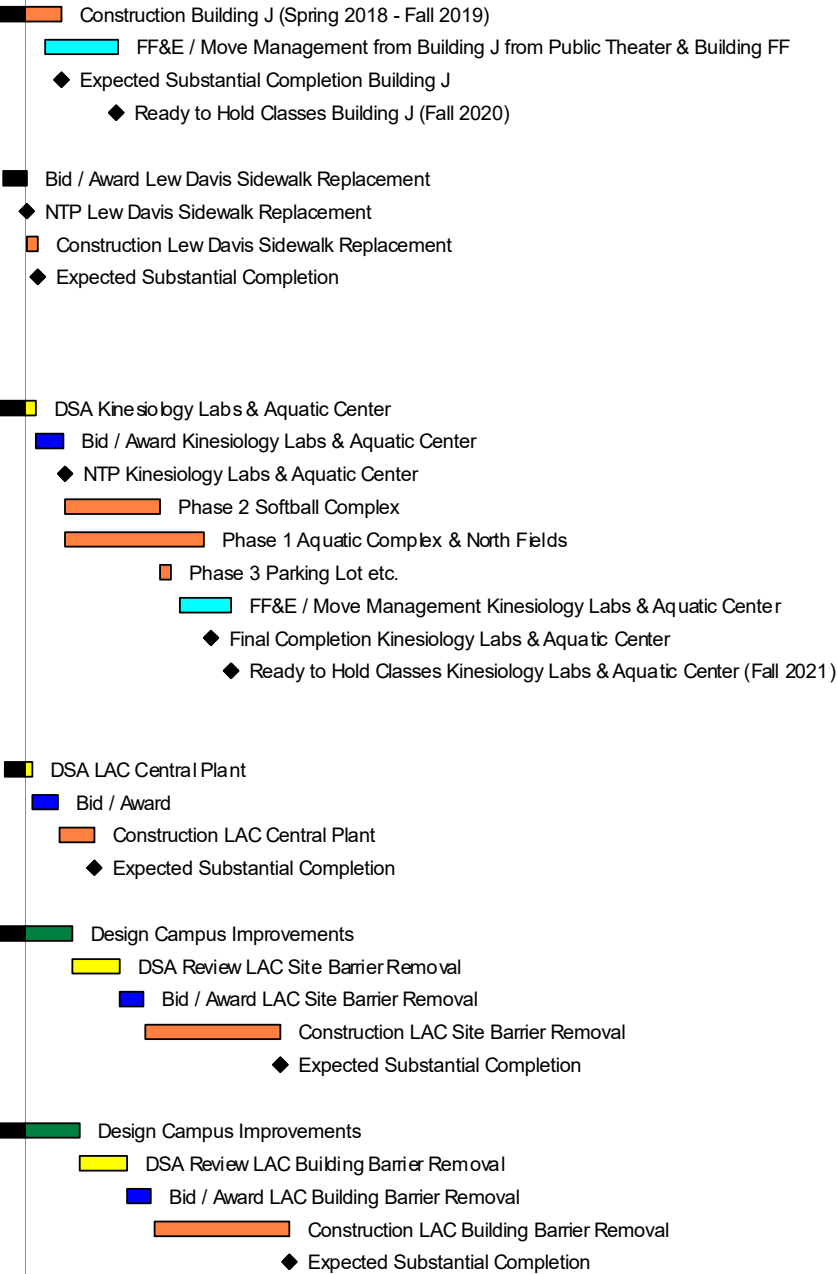 Construction Building J (Spring 2018 - Fall 2019)
FF&E / Move Management from Building J from Public Theater & Building FF
Expected Substantial Completion Building J
Ready to Hold Classes Building J (Fall 2020)
Bid / Award Lew Davis Sidewalk Replacement
NTP Lew Davis Sidewalk Replacement
Construction Lew Davis Sidewalk Replacement
Expected Substantial Completion
DSA Kinesiology Labs & Aquatic Center
Bid / Award Kinesiology Labs & Aquatic Center
NTP Kinesiology Labs & Aquatic Center
Phase 2 Softball Complex
Phase 1 Aquatic Complex & North Fields
Phase 3 Parking Lot etc.
FF&E / Move Management Kinesiology Labs & Aquatic Center
Final Completion Kinesiology Labs & Aquatic Center
Ready to Hold Classes Kinesiology Labs & Aquatic Center (Fall 2021)
DSA LAC Central Plant
Bid / Award
Construction LAC Central Plant
Expected Substantial Completion
Design Campus Improvements
DSA Review LAC Site Barrier Removal
Bid / Award LAC Site Barrier Removal
Construction LAC Site Barrier Removal
Expected Substantial Completion
Design Campus Improvements
DSA Review LAC Building Barrier Removal
Bid / Award LAC Building Barrier Removal
Construction LAC Building Barrier Removal
Expected Substantial Completion